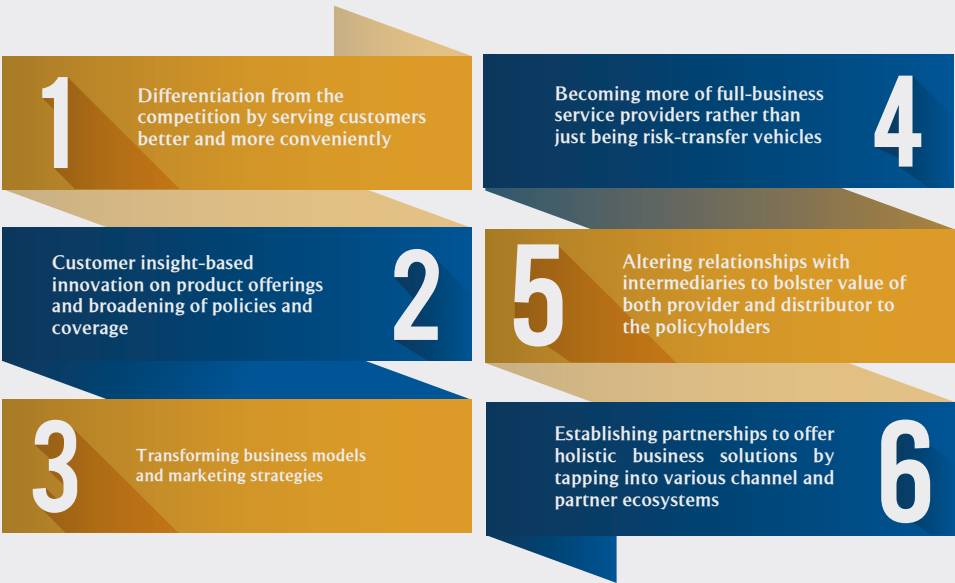 1
Differentiation from the
competition by serving customers
better and more conveniently
2
Customer insight-based
innovation on product offerings
and broadening of policies and
coverage
3
Transforming business models
and marketing strategies
4
Becoming more of full-business
service providers rather than
just being risk-transfer vehicles
5
Altering relationships with
intermediaries to bolster value of
both provider and distributor to
the policyholders
6
Establishing partnerships to offer
holistic business solutions by
tapping into various channel and
partner ecosystems